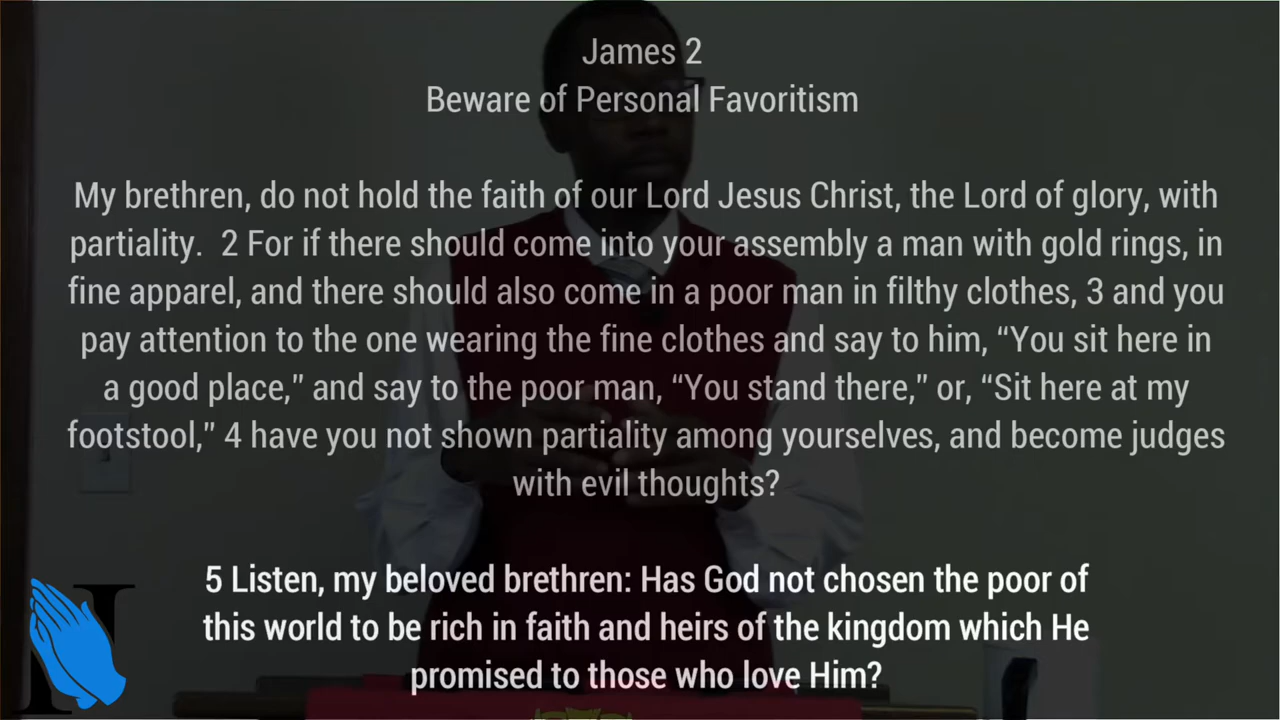 James 2
Beware of Personal Favoritism
My brethren, do not hold the faith of our Lord Jesus Christ, the Lord of glory, with
partiality.  2 For if there should come into your assembly a man with gold rings, in
fine apparel, and there should also come in a poor man in filthy clothes, 3 and you
pay attention to the one wearing the fine clothes and say to him, “You sit here in
a good place,” and say to the poor man, “You stand there,” or, “Sit here at my
footstool,” 4 have you not shown partiality among yourselves, and become judges
with evil thoughts?
5 Listen, my beloved brethren: Has God not chosen the poor of
this world to be rich in faith and heirs of the kingdom which He
promised to those who love Him?